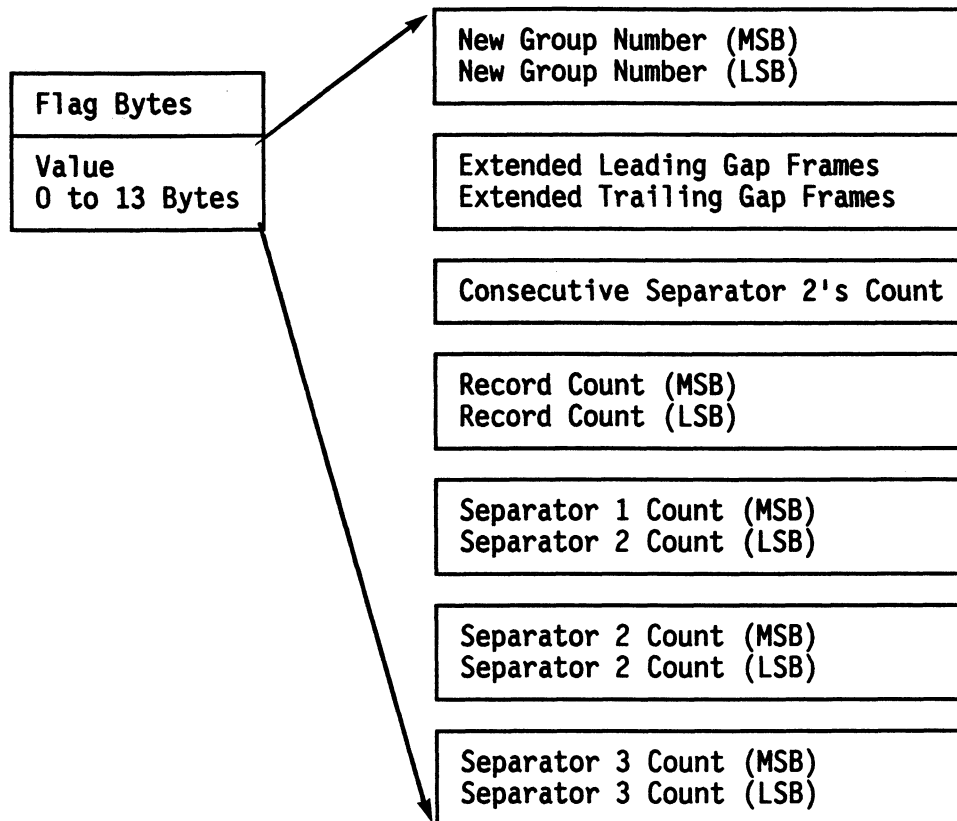 Flag Bytes
Value
0 to 13 Bytes
New Group Number (MSB)
New Group Number (LSB)
Extended Leading Gap Frames
Extended Trailing Gap Frames
Consecutive Separator 2's Count
Record Count (MSB)
Record Count (LSB)
Separator 1 Count (MSB)
Separator 2 Count (LSB)
Separator 2 Count (MSB)
Separator 2 Count (LSB)
Separator 3 Count (MSB)
Separator 3 Count (LSB)